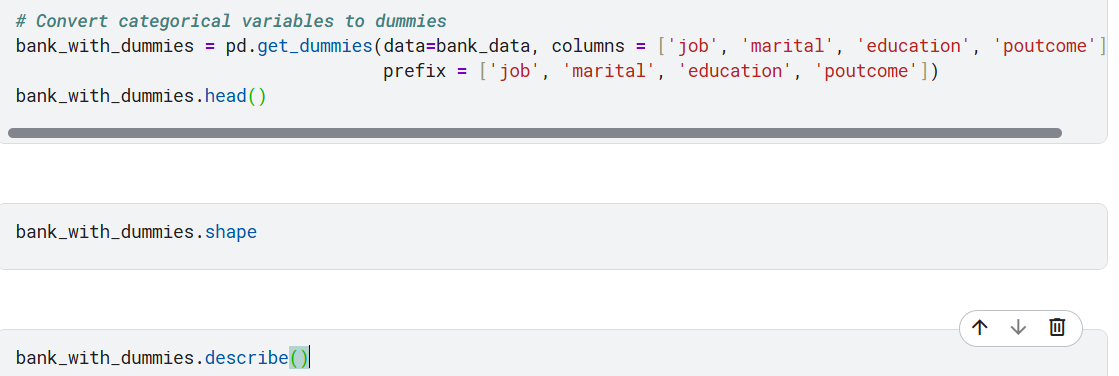 # Convert categorical variables to dummies
bank_with_dummies = pd.get_dummies(data=bank_data, columns = ['job', 'marital', 'education', 'poutcome']
prefix = ['job', 'marital', 'education', 'poutcome'])
bank_with_dummies.head()
bank_with_dummies.shape
bank_with_dummies.describe()